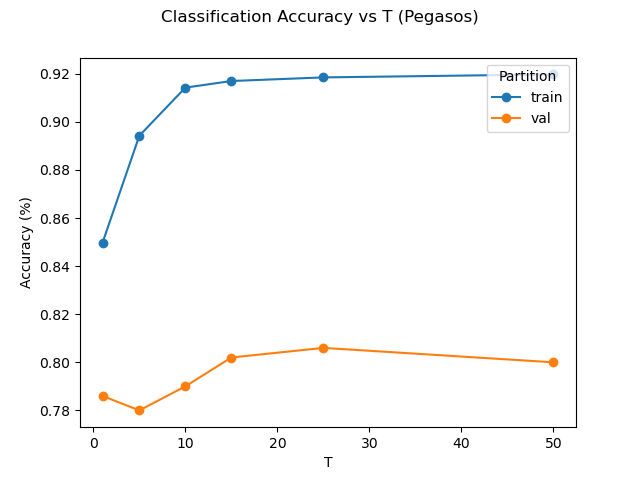 Classification Accuracy vs T (Pegasos)
Accuracy (%)
0.92
0.90
0.88
0.86
0.84
0.82
0.80
0.78
Partition
train
val
0 10 20 30 40 50
T